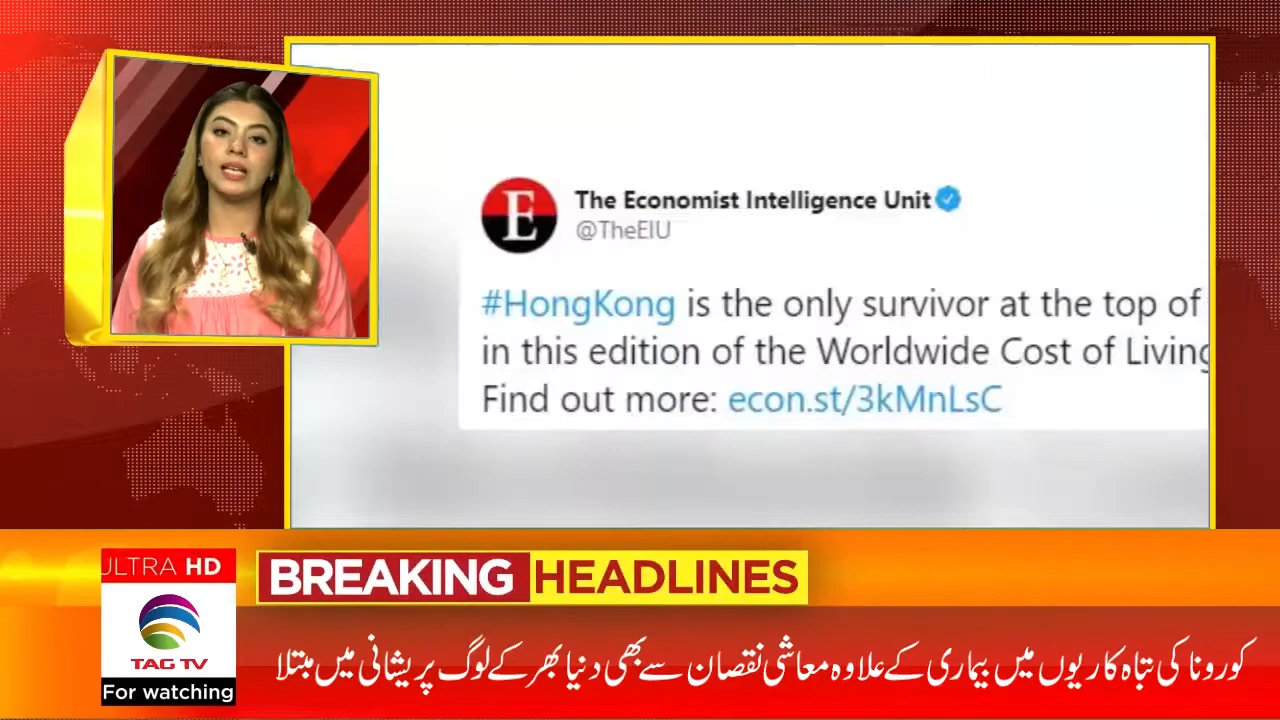 E
The Economist Intelligence Unit
@TheEIU
#HongKong is the only survivor at the top of
in this edition of the Worldwide Cost of Living
Find out more: econ.st/3kMnLsC
ULTRA HD
BREAKING HEADLINES
TAG TV
For watching
کورونا کی تباہ کاریوں میں بیماری کے علاوہ معاشی نقصان سے بھی دنیا بھر کے لوگ پریشانی میں مبتلا